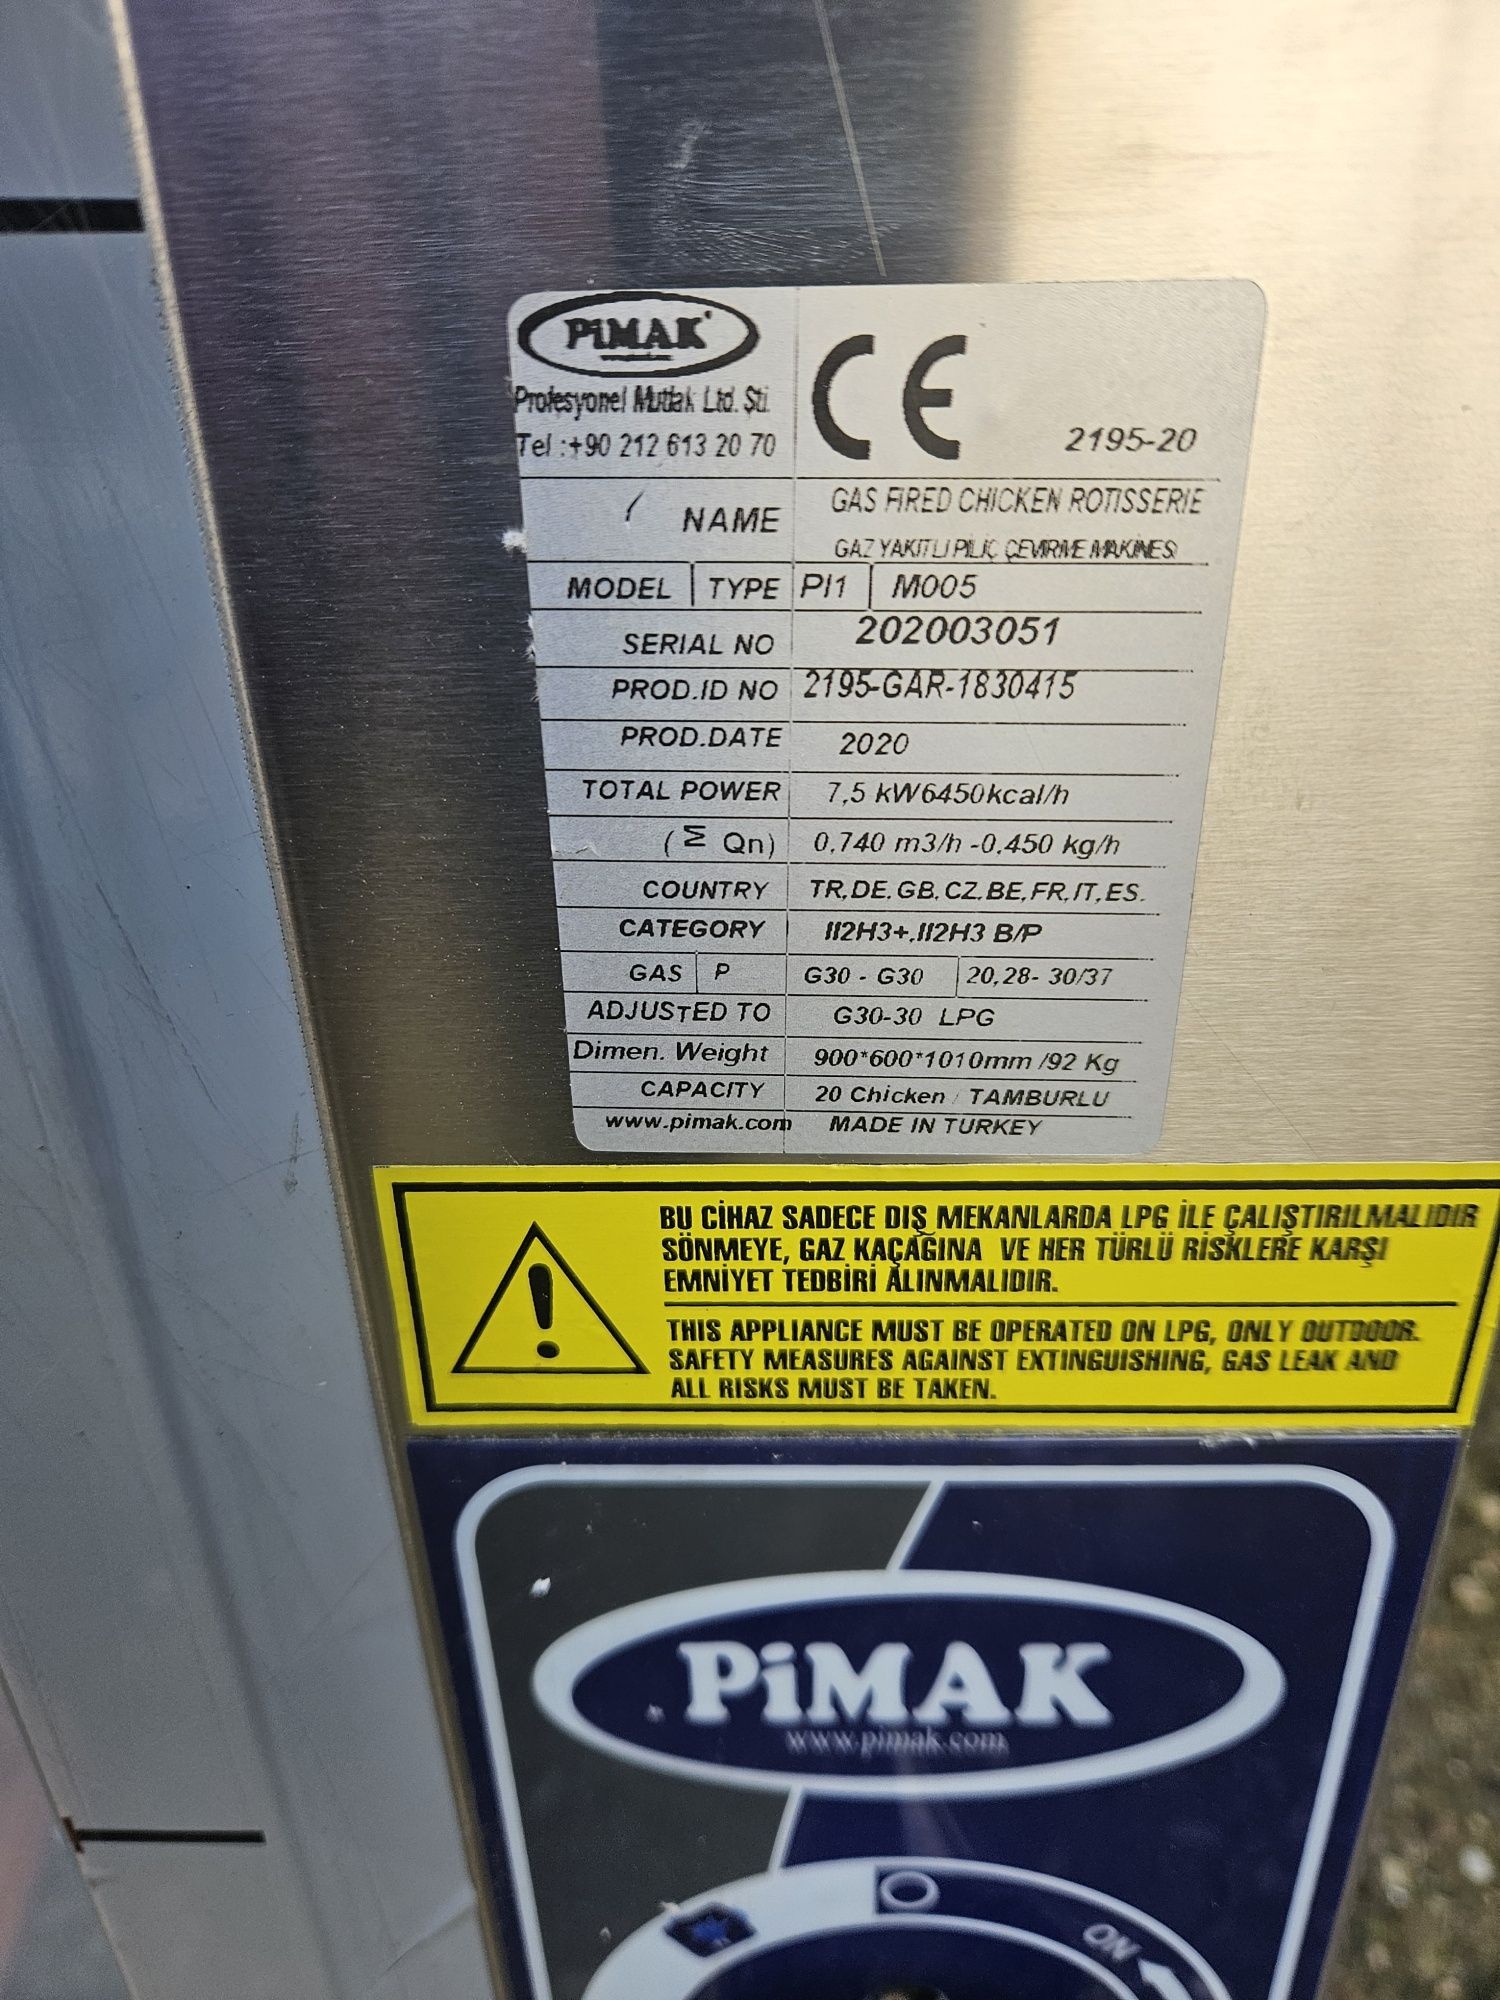 PiMAK
Profesyonel Mutfak Ltd. Şti.
Tel :+90 212 613 20 70
CE
2195-20
NAME
GAS FIRED CHICKEN ROTISSERIE
GAZ YAKITLI PİLİÇ ÇEVİRME MAKİNESİ
MODEL TYPE PI1 M005
SERIAL NO 202003051
PROD.ID NO 2195-GAR-1830415
PROD.DATE 2020
TOTAL POWER 7,5 kW6450kcal/h
(Σ Qn) 0,740 m3/h -0,450 kg/h
COUNTRY TR,DE,GB,CZ,BE,FR,IT,ES.
CATEGORY II2H3+,II2H3 B/P
GAS P G30 - G30 20,28- 30/37
ADJUSTED TO G30-30 LPG
Dimen. Weight 900*600*1010mm /92 Kg
CAPACITY 20 Chicken / TAMBURLU
www.pimak.com MADE IN TURKEY
BU CİHAZ SADECE DIŞ MEKANLARDA LPG İLE ÇALIŞTIRILMALIDIR
SÖNMEYE, GAZ KAÇAĞINA VE HER TÜRLÜ RİSKLERE KARŞI
EMNİYET TEDBİRİ ALINMALIDIR.
THIS APPLIANCE MUST BE OPERATED ON LPG, ONLY OUTDOOR.
SAFETY MEASURES AGAINST EXTINGUISHING, GAS LEAK AND
ALL RISKS MUST BE TAKEN.
PiMAK
www.pimak.com
ON